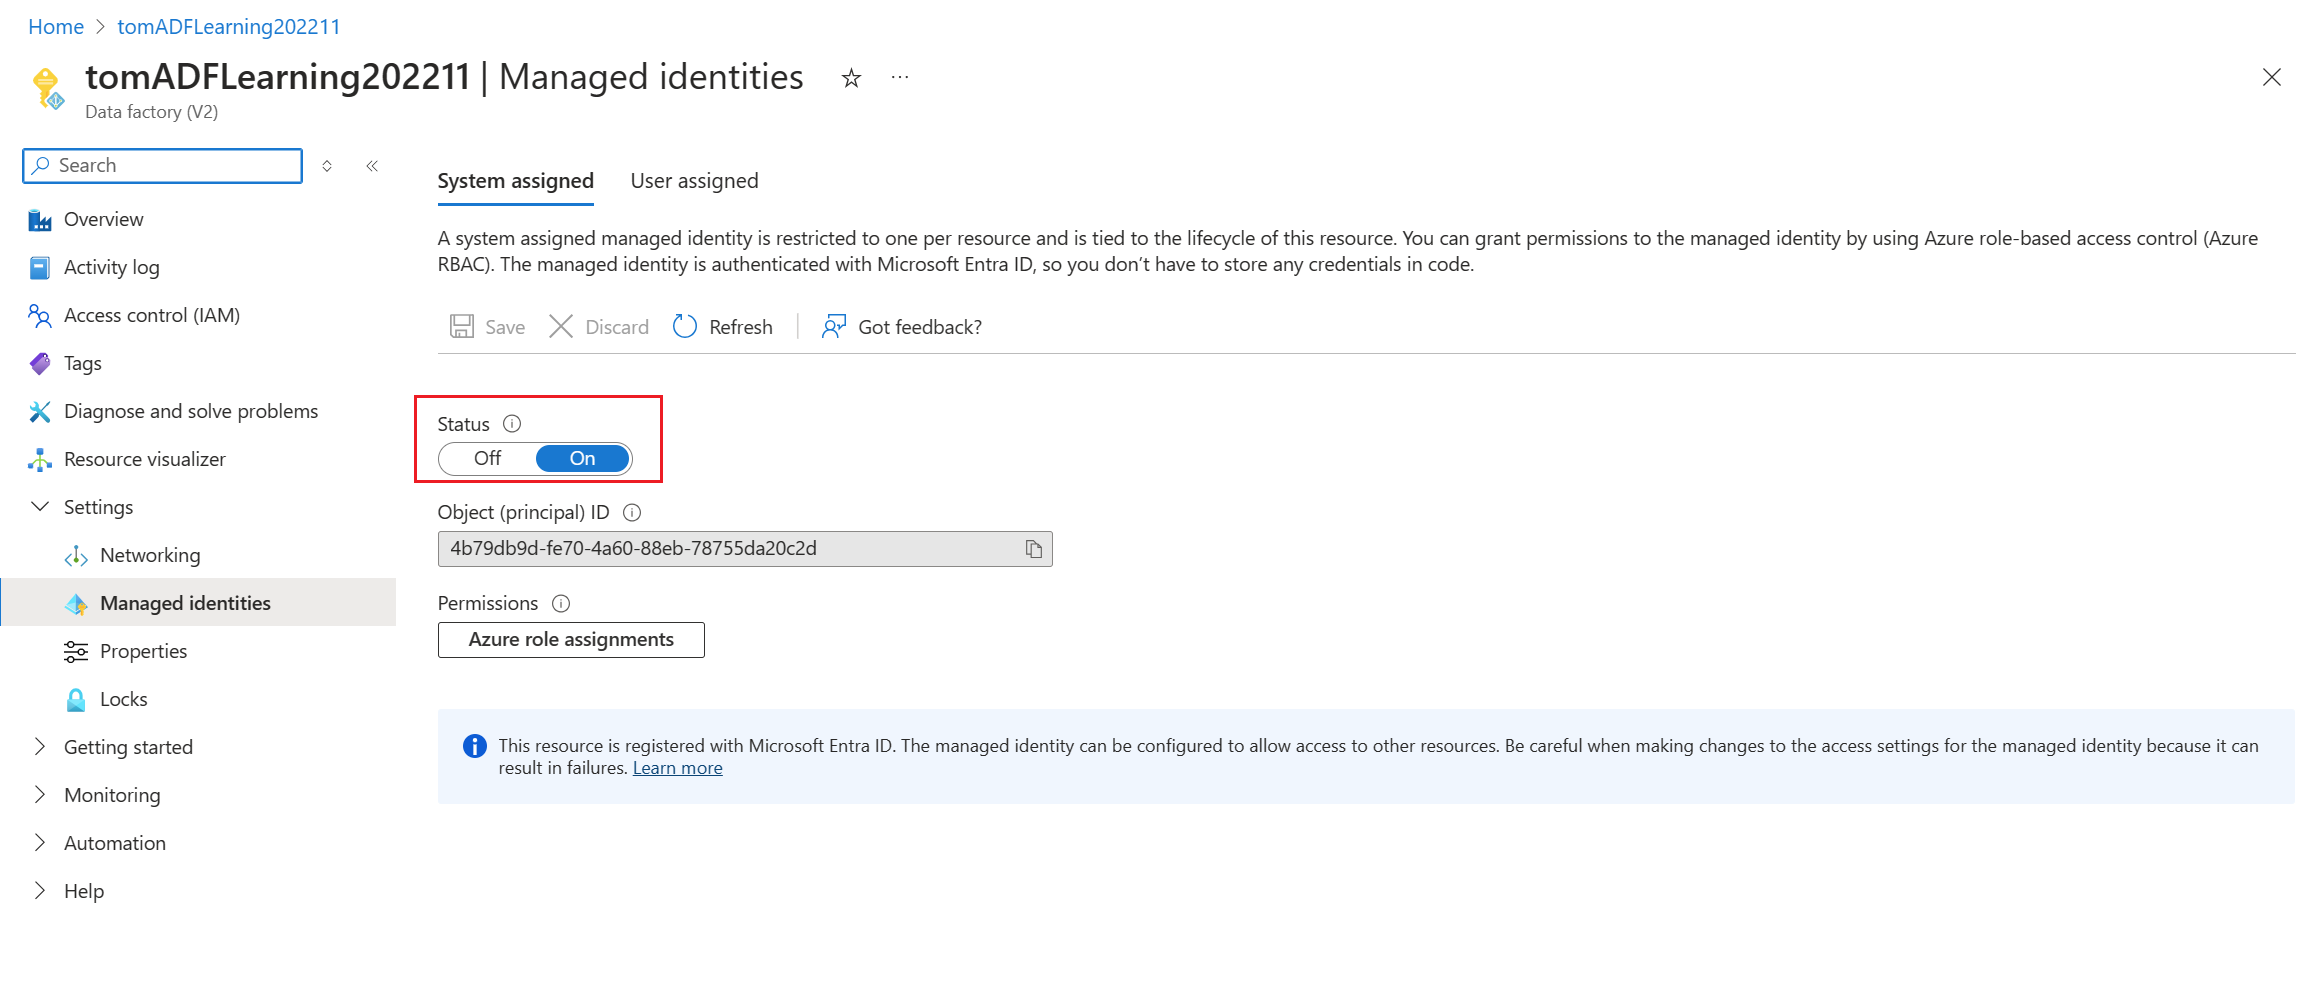 Home > tomADFLearning202211
tomADFLearning202211 | Managed identities
Data factory (V2)
Search
Overview
Activity log
Access control (IAM)
Tags
Diagnose and solve problems
Resource visualizer
Settings
Networking
Managed identities
Properties
Locks
Getting started
Monitoring
Automation
Help
System assigned User assigned
A system assigned managed identity is restricted to one per resource and is tied to the lifecycle of this resource. You can grant permissions to the managed identity by using Azure role-based access control (Azure
RBAC). The managed identity is authenticated with Microsoft Entra ID, so you don’t have to store any credentials in code.
Save Discard Refresh Got feedback?
Status
Off On
Object (principal) ID
4b79db9d-fe70-4a60-88eb-78755da20c2d
Permissions
Azure role assignments
This resource is registered with Microsoft Entra ID. The managed identity can be configured to allow access to other resources. Be careful when making changes to the access settings for the managed identity because it can
result in failures. Learn more